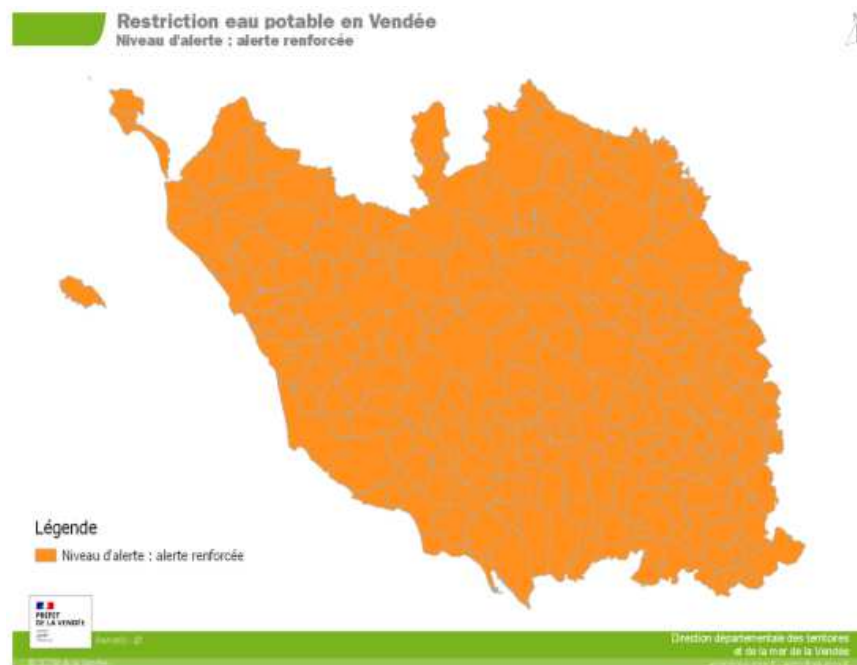 Restriction eau potable en Vendée
Niveau d'alerte : alerte renforcée
Légende
Niveau d'alerte : alerte renforcée
PRÉFET
DE LA VENDÉE
Direction départementale des territoires
et de la mer de la Vendée